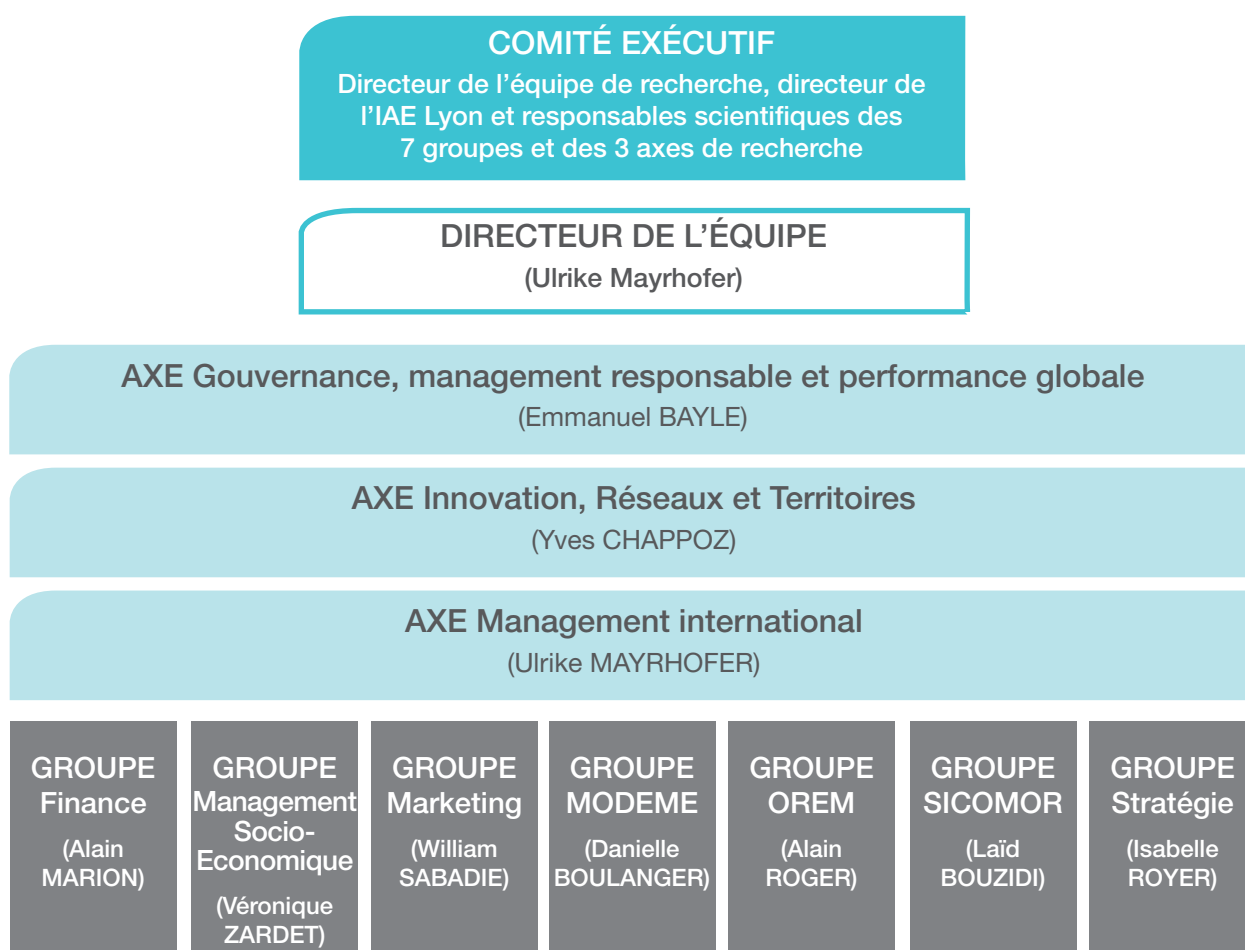 COMITÉ EXÉCUTIF
Directeur de l'équipe de recherche, directeur de
l'IAE Lyon et responsables scientifiques des
7 groupes et des 3 axes de recherche
DIRECTEUR DE L'ÉQUIPE
(Ulrike Mayrhofer)
AXE Gouvernance, management responsable et performance globale
(Emmanuel BAYLE)
AXE Innovation, Réseaux et Territoires
(Yves CHAPPOZ)
AXE Management international
(Ulrike MAYRHOFER)
GROUPE
Finance
(Alain
MARION)
GROUPE
Management
Socio-
Economique
(Véronique
ZARDET)
GROUPE
Marketing
(William
SABADIE)
GROUPE
MODEME
(Danielle
BOULANGER)
GROUPE
OREM
(Alain
ROGER)
GROUPE
SICOMOR
(Laïd
BOUZIDI)
GROUPE
Stratégie
(Isabelle
ROYER)